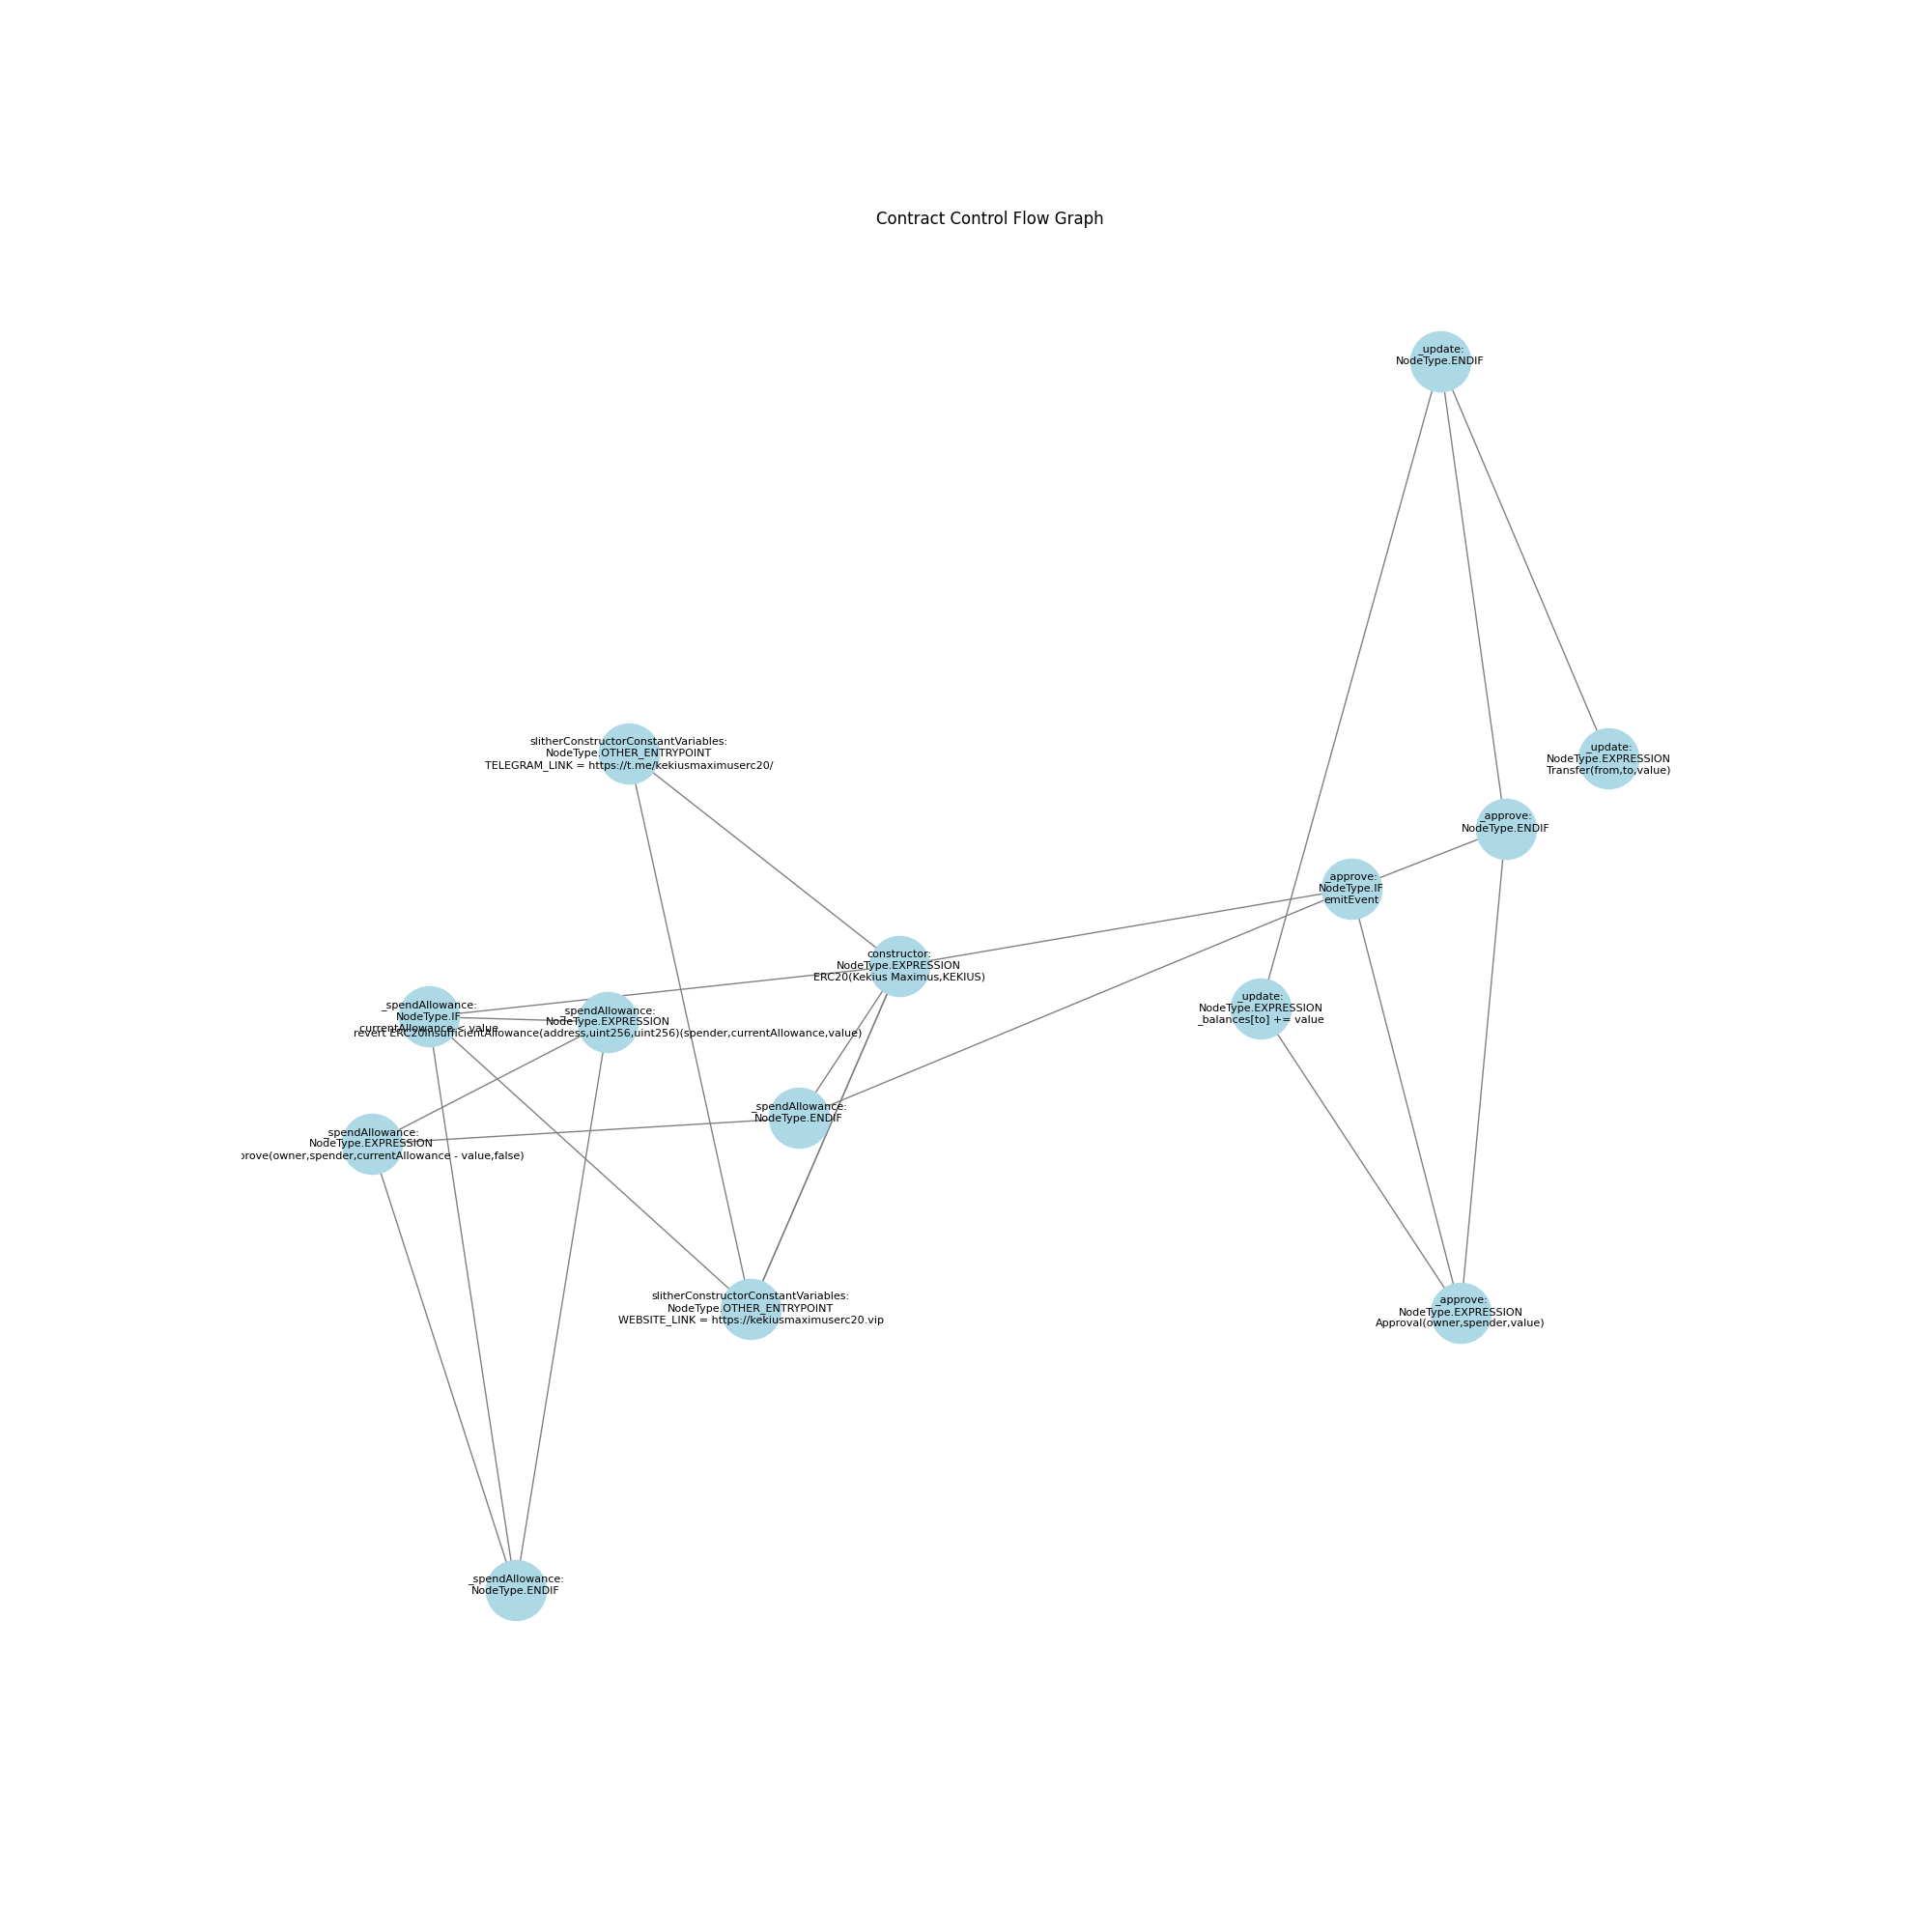 Contract Control Flow Graph
_update:
NodeType.ENDIF
slitherConstructorConstantVariables:
NodeType.OTHER_ENTRYPOINT
TELEGRAM_LINK = https://t.me/kekiusmaximuserc20/
_update:
NodeType.EXPRESSION
Transfer(from,to,value)
_approve:
NodeType.ENDIF
_approve:
NodeType.IF
emitEvent
constructor:
NodeType.EXPRESSION
ERC20(Kekius Maximus,KEKIUS)
_spendAllowance:
NodeType.IF
currentAllowance < value
_spendAllowance:
NodeType.EXPRESSION
revert ERC20InsufficientAllowance(address,uint256,uint256)(spender,currentAllowance,value)
_update:
NodeType.EXPRESSION
_balances[to] += value
_spendAllowance:
NodeType.ENDIF
_spendAllowance:
NodeType.EXPRESSION
prove(owner,spender,currentAllowance - value,false)
slitherConstructorConstantVariables:
NodeType.OTHER_ENTRYPOINT
WEBSITE_LINK = https://kekiusmaximuserc20.vip
_approve:
NodeType.EXPRESSION
Approval(owner,spender,value)
_spendAllowance:
NodeType.ENDIF